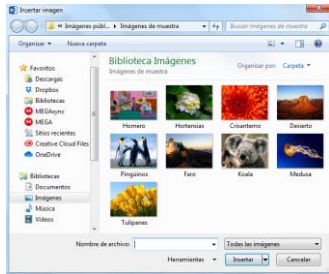 Insertar imagen
« Imágenes públ... ▸ Imágenes de muestra
Buscar Imágenes de muestra
Organizar
Nueva carpeta
Favoritos
Descargas
Dropbox
Bibliotecas
MEGAsync
MEGA
Sitios recientes
Creative Cloud Files
OneDrive
Bibliotecas
Documentos
Imágenes
Música
Vídeos
Biblioteca Imágenes
Imágenes de muestra
Organizar por: Carpeta
Homero Hortensias Crisantemo Desierto
Pingüinos Faro Koala Medusa
Tulipanes
Nombre de archivo:
Todas las imágenes
Herramientas Insertar Cancelar